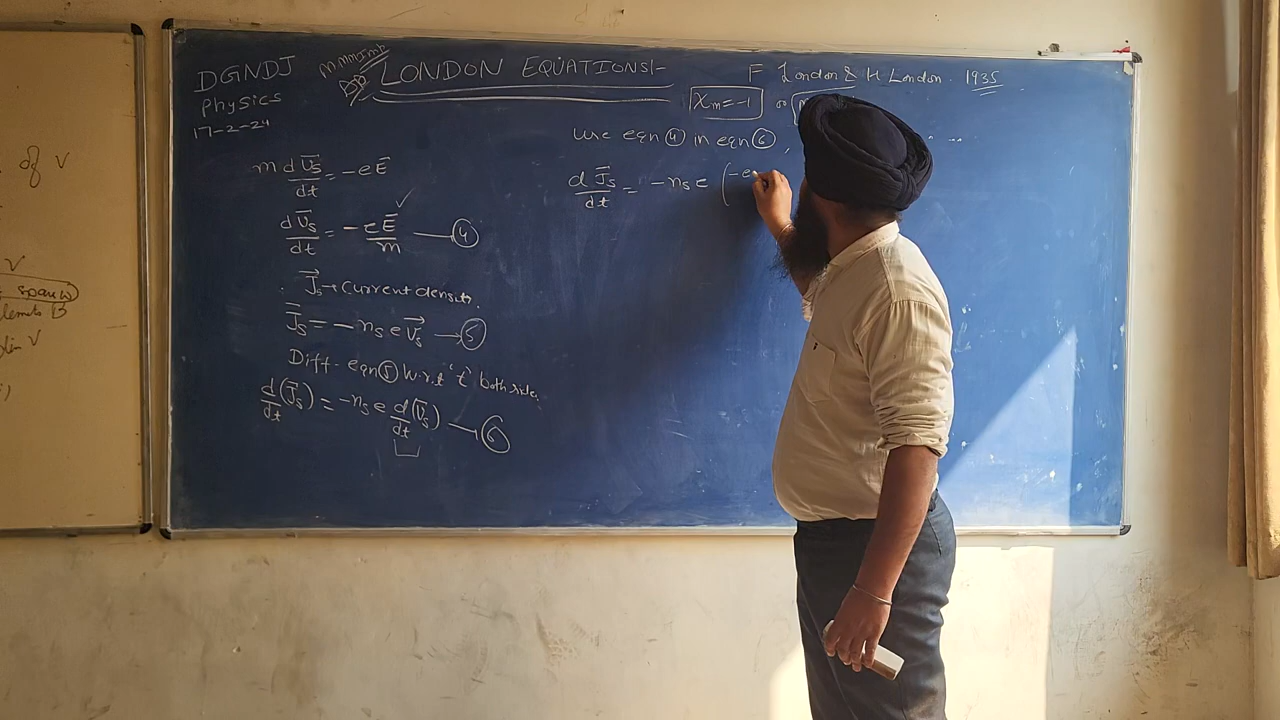 of V
V
DGNDJ
Physics
17-2-24
LONDON EQUATIONS:-
F London & H London 1935
χm = -1 or
use eqn ④ in eqn ⑥,
m dv̄s/dt = -eĒ
dv̄s/dt = -eĒ/m — ④
J⃗s → Current density.
J̄s = -ns e v⃗s → ⑤
Diff. eqn ⑤ w.r.t 't' both sides
d/dt (J̄s) = -ns e d/dt (v̄s) → ⑥
dJ̄s/dt = -ns e (-e